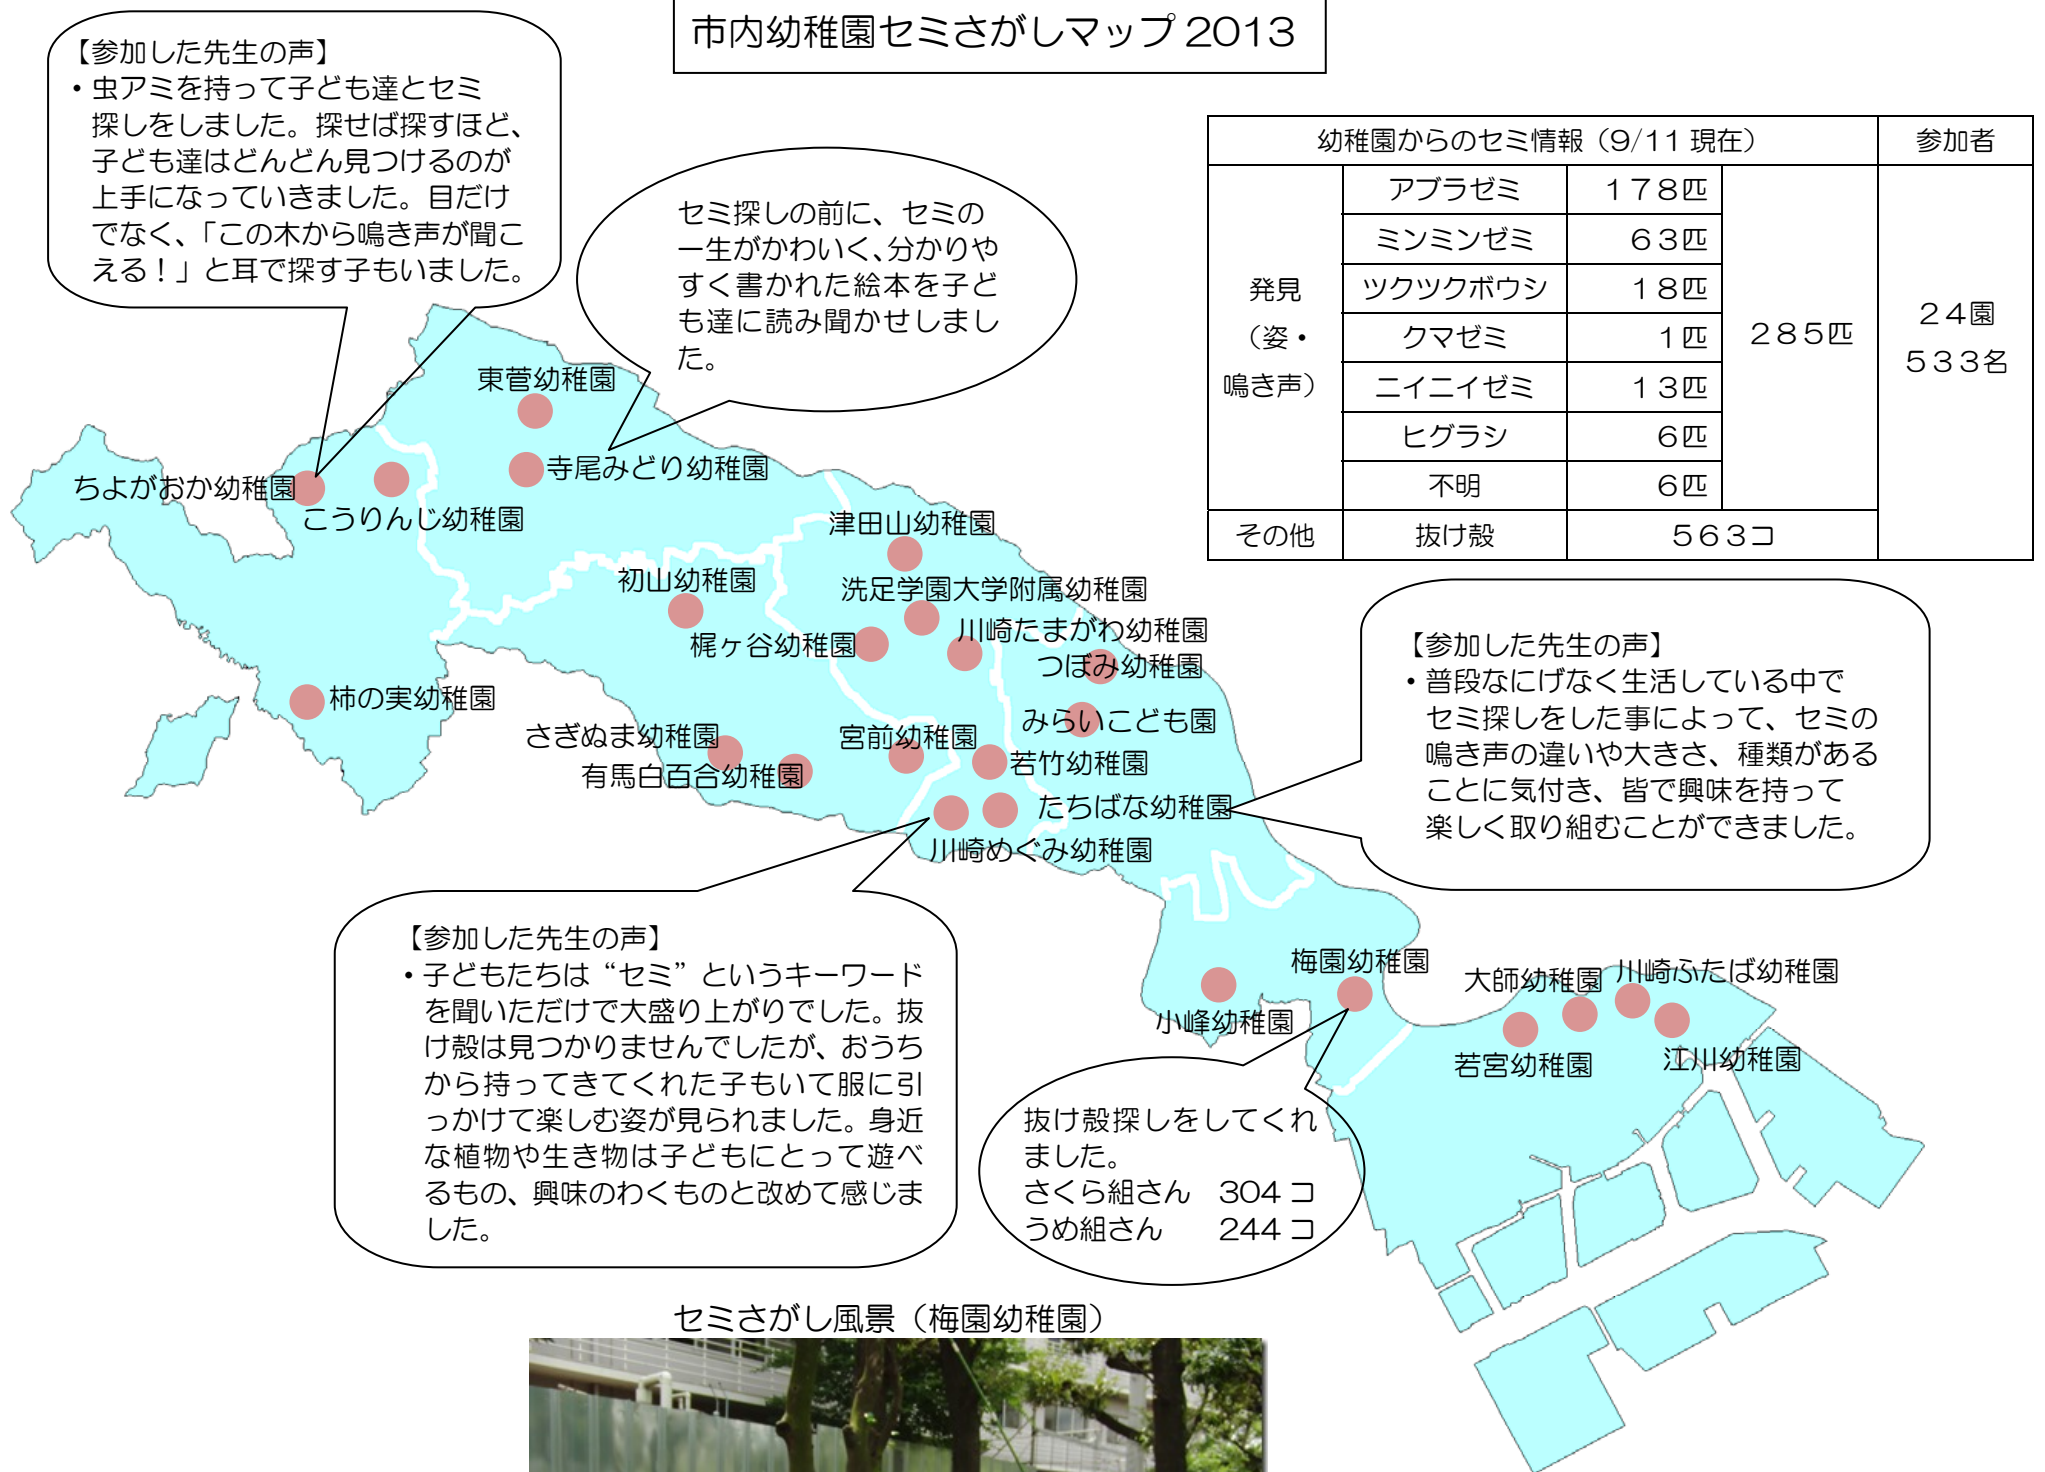 市内幼稚園セミさがしマップ2013
【参加した先生の声】
・虫アミを持って子ども達とセミ
探しをしました。探せば探すほど、
子ども達はどんどん見つけるのが
上手になっていきました。目だけ
でなく、「この木から鳴き声が聞こ
える！」と耳で探す子もいました。
セミ探しの前に、セミの
一生がかわいく、分かりや
すく書かれた絵本を子ど
も達に読み聞かせしまし
た。
幼稚園からのセミ情報（9/11 現在） 参加者
発見
（姿・
鳴き声）
アブラゼミ １７８匹
ミンミンゼミ ６３匹
ツクツクボウシ １８匹
クマゼミ １匹
ニイニイゼミ １３匹
ヒグラシ ６匹
不明 ６匹
２８５匹
２４園
５３３名
その他 抜け殻 ５６３コ
東菅幼稚園
寺尾みどり幼稚園
ちよがおか幼稚園
こうりんじ幼稚園
津田山幼稚園
初山幼稚園
洗足学園大学附属幼稚園
川崎たまがわ幼稚園
梶ヶ谷幼稚園
つぼみ幼稚園
柿の実幼稚園
みらいこども園
さぎぬま幼稚園
宮前幼稚園
有馬白百合幼稚園
若竹幼稚園
たちばな幼稚園
川崎めぐみ幼稚園
【参加した先生の声】
・普段なにげなく生活している中で
セミ探しをした事によって、セミの
鳴き声の違いや大きさ、種類がある
ことに気付き、皆で興味を持って
楽しく取り組むことができました。
【参加した先生の声】
・子どもたちは“セミ”というキーワード
を聞いただけで大盛り上がりでした。抜
け殻は見つかりませんでしたが、おうち
から持ってきてくれた子もいて服に引
っかけて楽しむ姿が見られました。身近
な植物や生き物は子どもにとって遊べ
るもの、興味のわくものと改めて感じま
した。
梅園幼稚園
小峰幼稚園
大師幼稚園
川崎ふたば幼稚園
若宮幼稚園
江川幼稚園
抜け殻探しをしてくれ
ました。
さくら組さん 304コ
うめ組さん 244コ
セミさがし風景（梅園幼稚園）